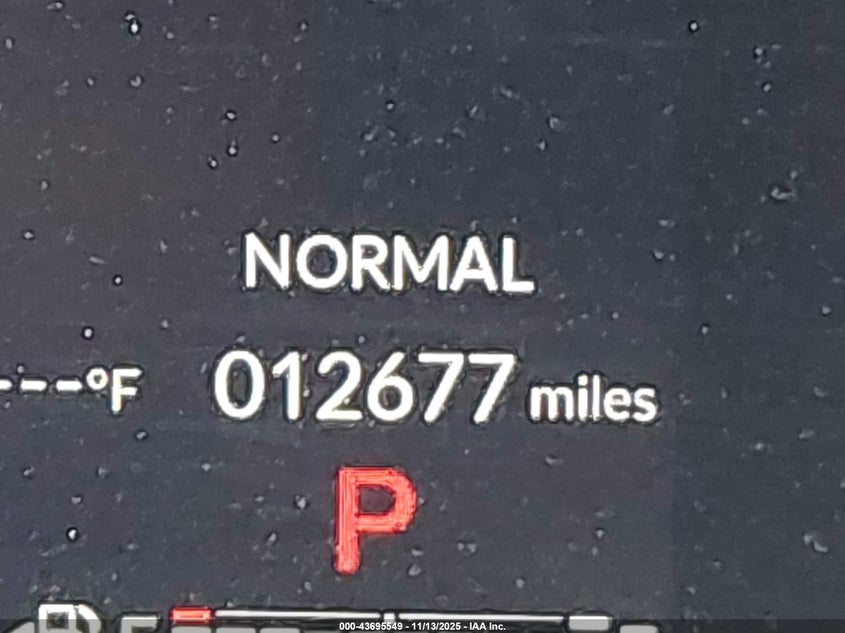 NORMAL
---°F 012677 miles
P
E
000-43695549 - 11/13/2025 - IAA Inc.